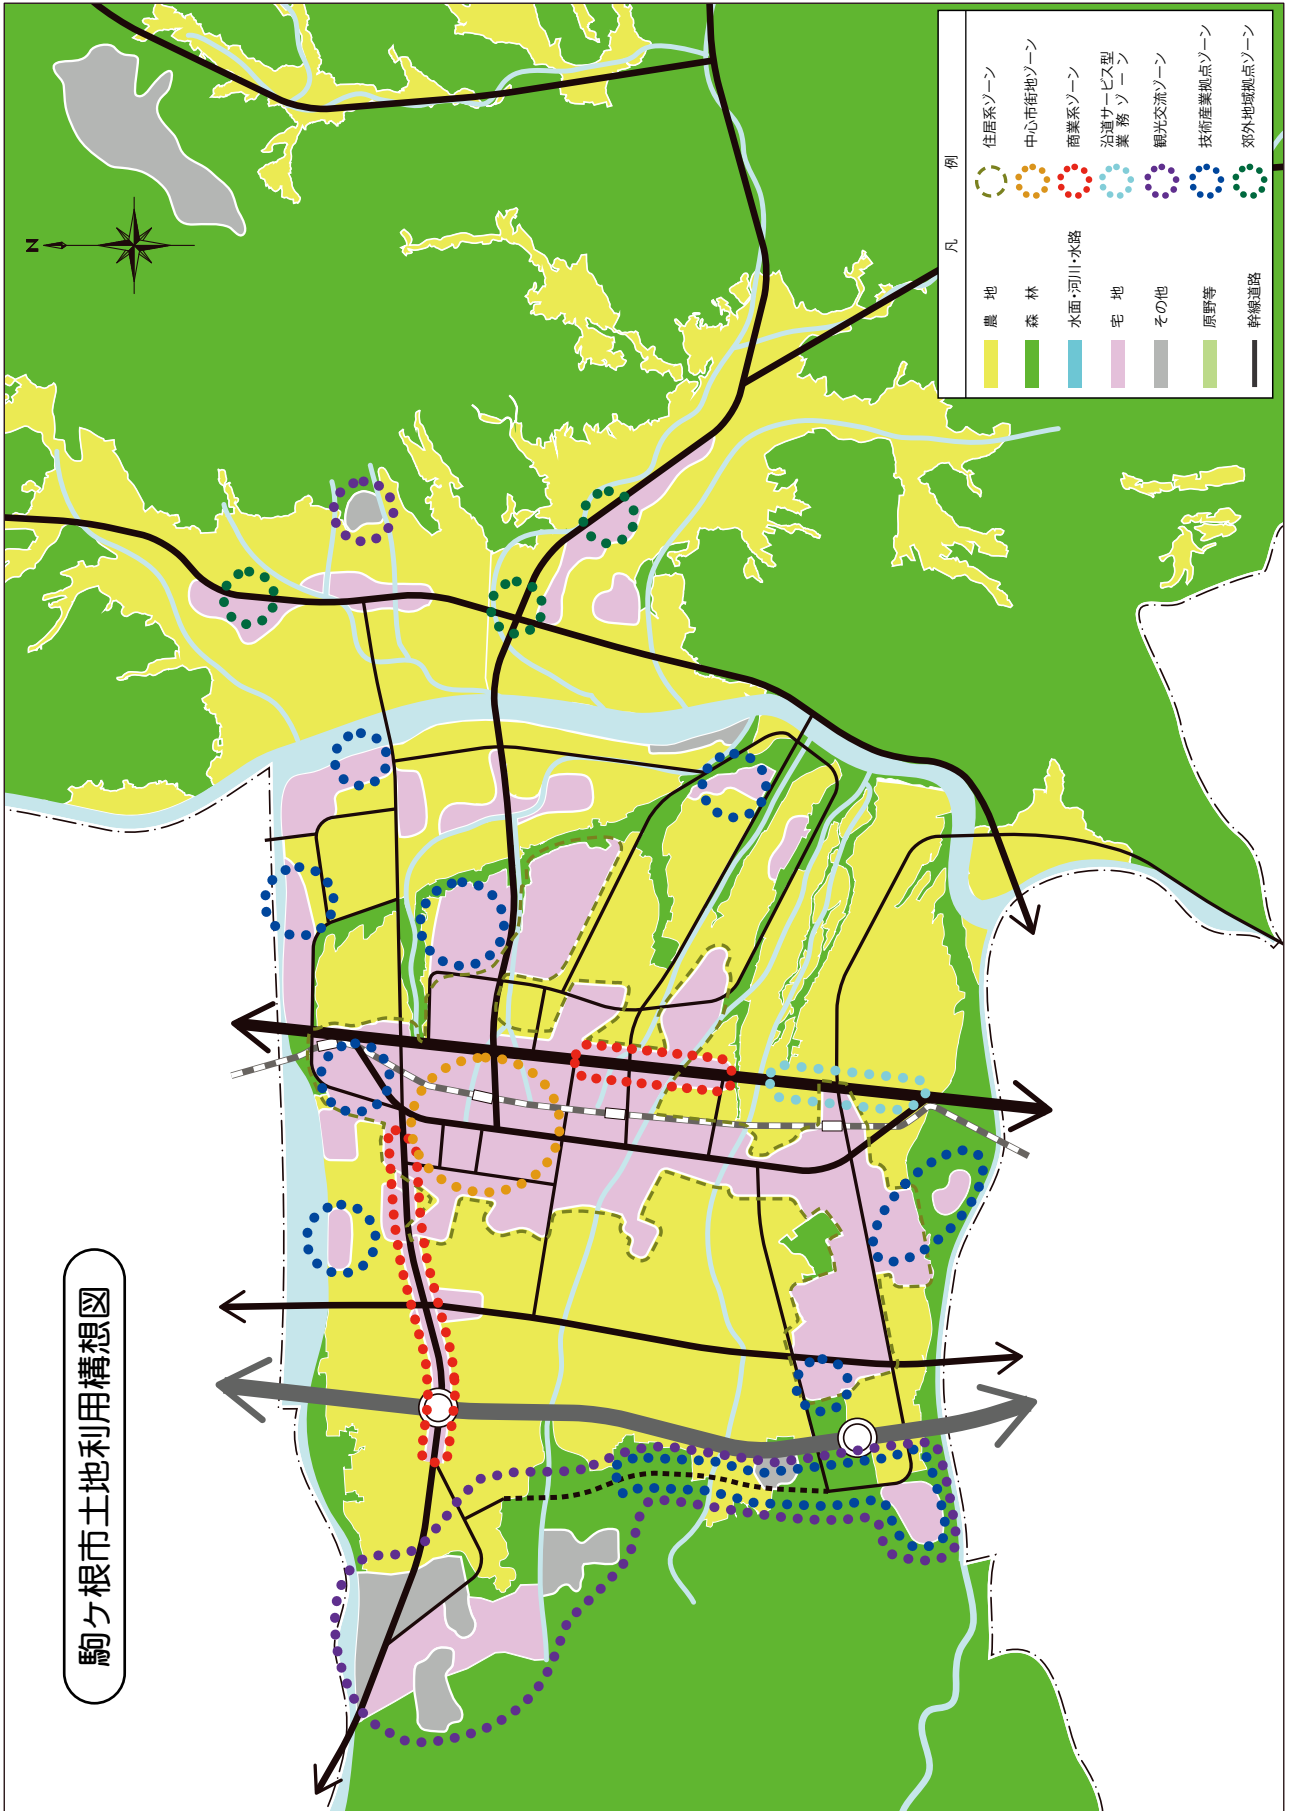 駒ヶ根市土地利用構想図
N
凡　例
農　地
森　林
水面・河川・水路
宅　地
その他
原野等
幹線道路
住居系ゾーン
中心市街地ゾーン
商業系ゾーン
沿道サービス型
業務ゾーン
観光交流ゾーン
技術産業拠点ゾーン
郊外地域拠点ゾーン